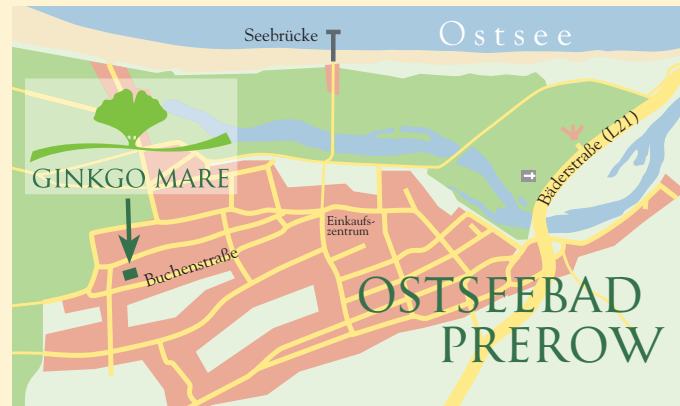 Seebrücke
Ostsee
GINKGO MARE
Bäderstraße (L21)
Einkaufs-
zentrum
Buchenstraße
OSTSEEBAD
PREROW